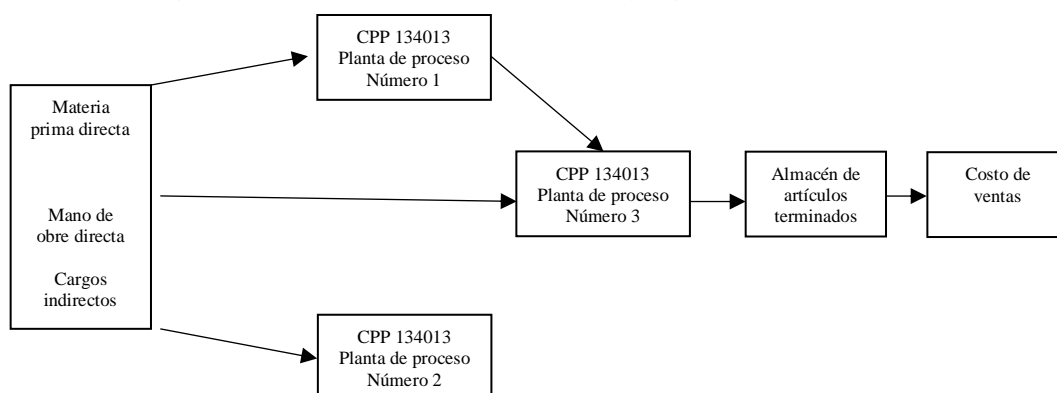 CPP 134013
Planta de proceso
Número 1
Materia
prima directa
Mano de
obre directa
Cargos
indirectos
CPP 134013
Planta de proceso
Número 3
Almacén de
artículos
terminados
Costo de
ventas
CPP 134013
Planta de proceso
Número 2